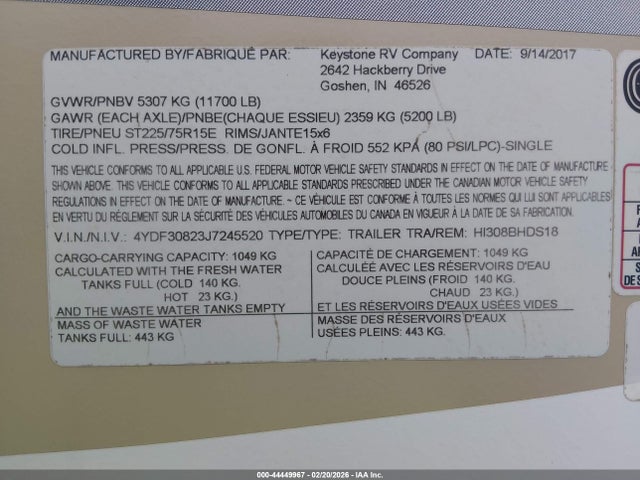 MANUFACTURED BY/FABRIQUÉ PAR: Keystone RV Company DATE: 9/14/2017
2642 Hackberry Drive
Goshen, IN 46526
GVWR/PNBV 5307 KG (11700 LB)
GAWR (EACH AXLE)/PNBE(CHAQUE ESSIEU) 2359 KG (5200 LB)
TIRE/PNEU ST225/75R15E RIMS/JANTE15x6
COLD INFL. PRESS/PRESS. DE GONFL. À FROID 552 KPA (80 PSI/LPC)-SINGLE
THIS VEHICLE CONFORMS TO ALL APPLICABLE U.S. FEDERAL MOTOR VEHICLE SAFETY STANDARDS IN EFFECT ON THE DATE OF MANUFACTURE
SHOWN ABOVE. THIS VEHICLE CONFORMS TO ALL APPLICABLE STANDARDS PRESCRIBED UNDER THE CANADIAN MOTOR VEHICLE SAFETY
REGULATIONS IN EFFECT ON THE DATE OF MANUFACTURE. ~ CE VÉHICULE EST CONFORME À TOUTES LES NORMES QUI LUI SONT APPLICABLES
EN VERTU DU RÉGLEMENT SUR LA SÉCURITÉ DES VÉHICULES AUTOMOBILES DU CANADA EN VIGUEUR À LA DATE DE SA FABRICATION.
V.I.N./N.I.V.: 4YDF30823J7245520 TYPE/TYPE: TRAILER TRA/REM: HI308BHDS18
CARGO-CARRYING CAPACITY: 1049 KG
CALCULATED WITH THE FRESH WATER
TANKS FULL (COLD 140 KG.
HOT 23 KG.)
AND THE WASTE WATER TANKS EMPTY
MASS OF WASTE WATER
TANKS FULL: 443 KG
CAPACITÉ DE CHARGEMENT: 1049 KG
CALCULÉE AVEC LES RÉSERVOIRS D'EAU
DOUCE PLEINS (FROID 140 KG.
CHAUD 23 KG.)
ET LES RÉSERVOIRS D'EAUX USÉES VIDES
MASSE DES RÉSERVOIRS D'EAUX
USÉES PLEINS: 443 KG
000-44449967 - 02/20/2026 - IAA Inc.